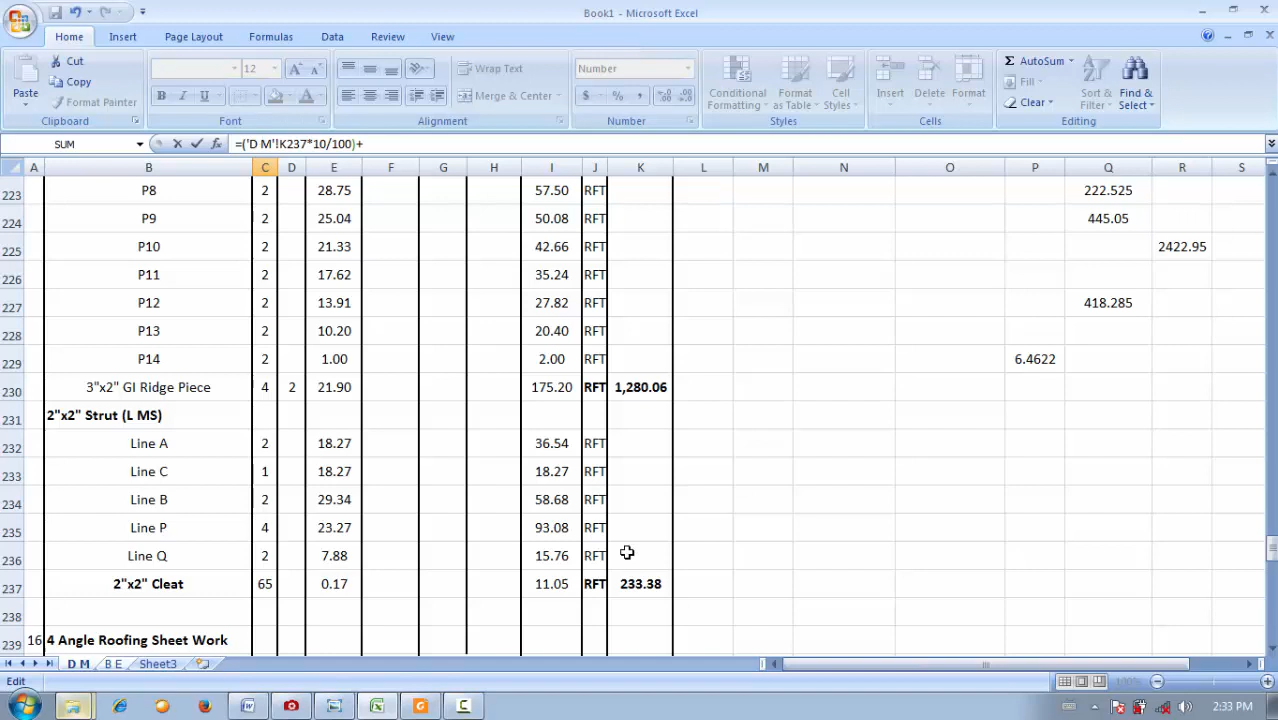 Book1 - Microsoft Excel
Home Insert Page Layout Formulas Data Review View
Cut
Copy
Format Painter
Paste
Clipboard
12
B I U
Font
Wrap Text
Merge & Center
Alignment
Number
$ % ,
Number
Conditional Formatting
Format as Table
Cell Styles
Styles
Insert Delete Format
Cells
AutoSum
Fill
Clear
Sort & Filter
Find & Select
Editing
SUM fx =('D M'!K237*10/100)+
A B C D E F G H I J K L M N O P Q R S
223 P8 2 28.75 57.50 RFT 222.525
224 P9 2 25.04 50.08 RFT 445.05
225 P10 2 21.33 42.66 RFT 2422.95
226 P11 2 17.62 35.24 RFT
227 P12 2 13.91 27.82 RFT 418.285
228 P13 2 10.20 20.40 RFT
229 P14 2 1.00 2.00 RFT 6.4622
230 3"x2" GI Ridge Piece 4 2 21.90 175.20 RFT 1,280.06
231 2"x2" Strut (L MS)
232 Line A 2 18.27 36.54 RFT
233 Line C 1 18.27 18.27 RFT
234 Line B 2 29.34 58.68 RFT
235 Line P 4 23.27 93.08 RFT
236 Line Q 2 7.88 15.76 RFT
237 2"x2" Cleat 65 0.17 11.05 RFT 233.38
238
239 16 4 Angle Roofing Sheet Work
D M B E Sheet3
Edit 100%
2:33 PM